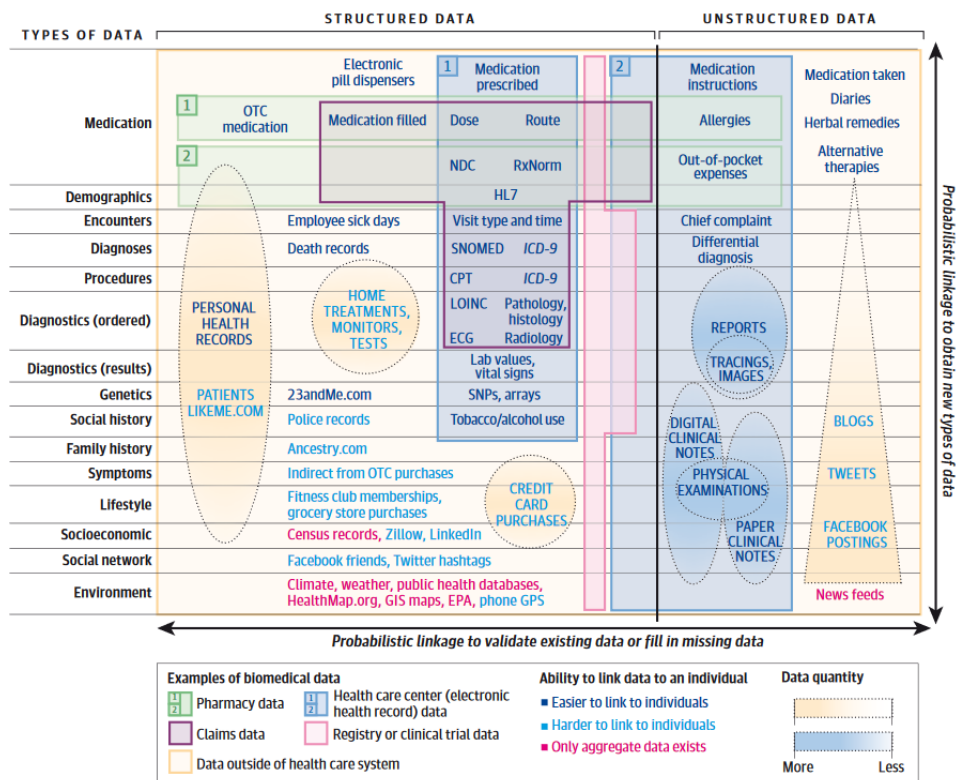 STRUCTURED DATA
UNSTRUCTURED DATA
TYPES OF DATA
Electronic
pill dispensers
1
Medication
prescribed
2
Medication
instructions
Medication taken
Diaries
Herbal remedies
Alternative
therapies
Medication
1
OTC
medication
Medication filled
Dose
Route
Allergies
2
NDC
RxNorm
Out-of-pocket
expenses
Demographics
HL7
Encounters
Employee sick days
Visit type and time
Chief complaint
Diagnoses
Death records
SNOMED
ICD-9
Differential
diagnosis
Procedures
CPT
ICD-9
Diagnostics (ordered)
PERSONAL
HEALTH
RECORDS
HOME
TREATMENTS,
MONITORS,
TESTS
LOINC
Pathology,
histology
ECG
Radiology
REPORTS
TRACINGS,
IMAGES
Diagnostics (results)
Lab values,
vital signs
Genetics
PATIENTS
LIKEME.COM
23andMe.com
SNPs, arrays
Social history
Police records
Tobacco/alcohol use
DIGITAL
CLINICAL
NOTES
BLOGS
Family history
Ancestry.com
Symptoms
Indirect from OTC purchases
PHYSICAL
EXAMINATIONS
TWEETS
Lifestyle
Fitness club memberships,
grocery store purchases
CREDIT
CARD
PURCHASES
Socioeconomic
Census records, Zillow, LinkedIn
PAPER
CLINICAL
NOTES
FACEBOOK
POSTINGS
Social network
Facebook friends, Twitter hashtags
Environment
Climate, weather, public health databases,
HealthMap.org, GIS maps, EPA, phone GPS
News feeds
Probabilistic linkage to obtain new types of data
Probabilistic linkage to validate existing data or fill in missing data
Examples of biomedical data
1
2
Pharmacy data
1
2
Health care center (electronic
health record) data
Claims data
Registry or clinical trial data
Data outside of health care system
Ability to link data to an individual
Easier to link to individuals
Harder to link to individuals
Only aggregate data exists
Data quantity
More
Less